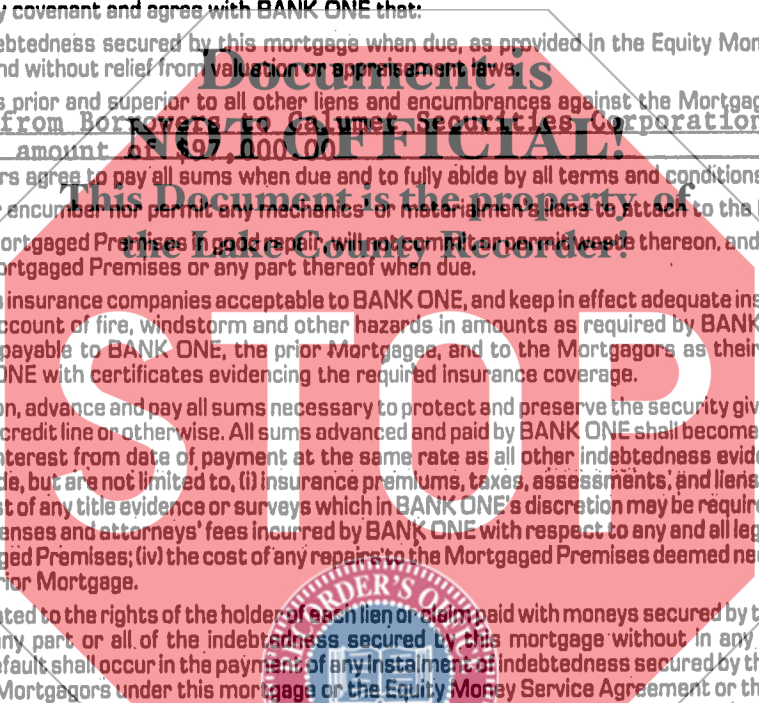 y covenant and agree with BANK ONE that:
ebtedness secured by this mortgage when due, as provided in the Equity Mon
nd without relief from valuation or appraisement laws.
Document is
s prior and superior to all other liens and encumbrances against the Mortgag
from Borrowers to Calumet Securities Corporation
NOT OFFICIAL!
amount of $97,000.00
rs agree to pay all sums when due and to fully abide by all terms and conditions
This Document is the property of
r encumber nor permit any mechanics' or materialmen's liens to attach to the
ortgaged Premises in good repair, will not commit or permit waste thereon, and
the Lake County Recorder!
ortgaged Premises or any part thereof when due.
n insurance companies acceptable to BANK ONE, and keep in effect adequate ins
ccount of fire, windstorm and other hazards in amounts as required by BANK
payable to BANK ONE, the prior Mortgagee, and to the Mortgagors as their
ONE with certificates evidencing the required insurance coverage.
STOP
on, advance and pay all sums necessary to protect and preserve the security giv
credit line or otherwise. All sums advanced and paid by BANK ONE shall become
nterest from date of payment at the same rate as all other indebtedness evid
de, but are not limited to, (i) insurance premiums, taxes, assessments, and liens
st of any title evidence or surveys which in BANK ONE's discretion may be require
enses and attorneys' fees incurred by BANK ONE with respect to any and all leg
ged Premises; (iv) the cost of any repairs to the Mortgaged Premises deemed ne
rior Mortgage.
ORDER'S O
ated to the rights of the holder of each lien or claim paid with moneys secured by t
any part or all of the indebtedness secured by this mortgage without in any
efault shall occur in the payment of any instalment of indebtedness secured by th
Mortgagors under this mortgage or the Equity Money Service Agreement or th